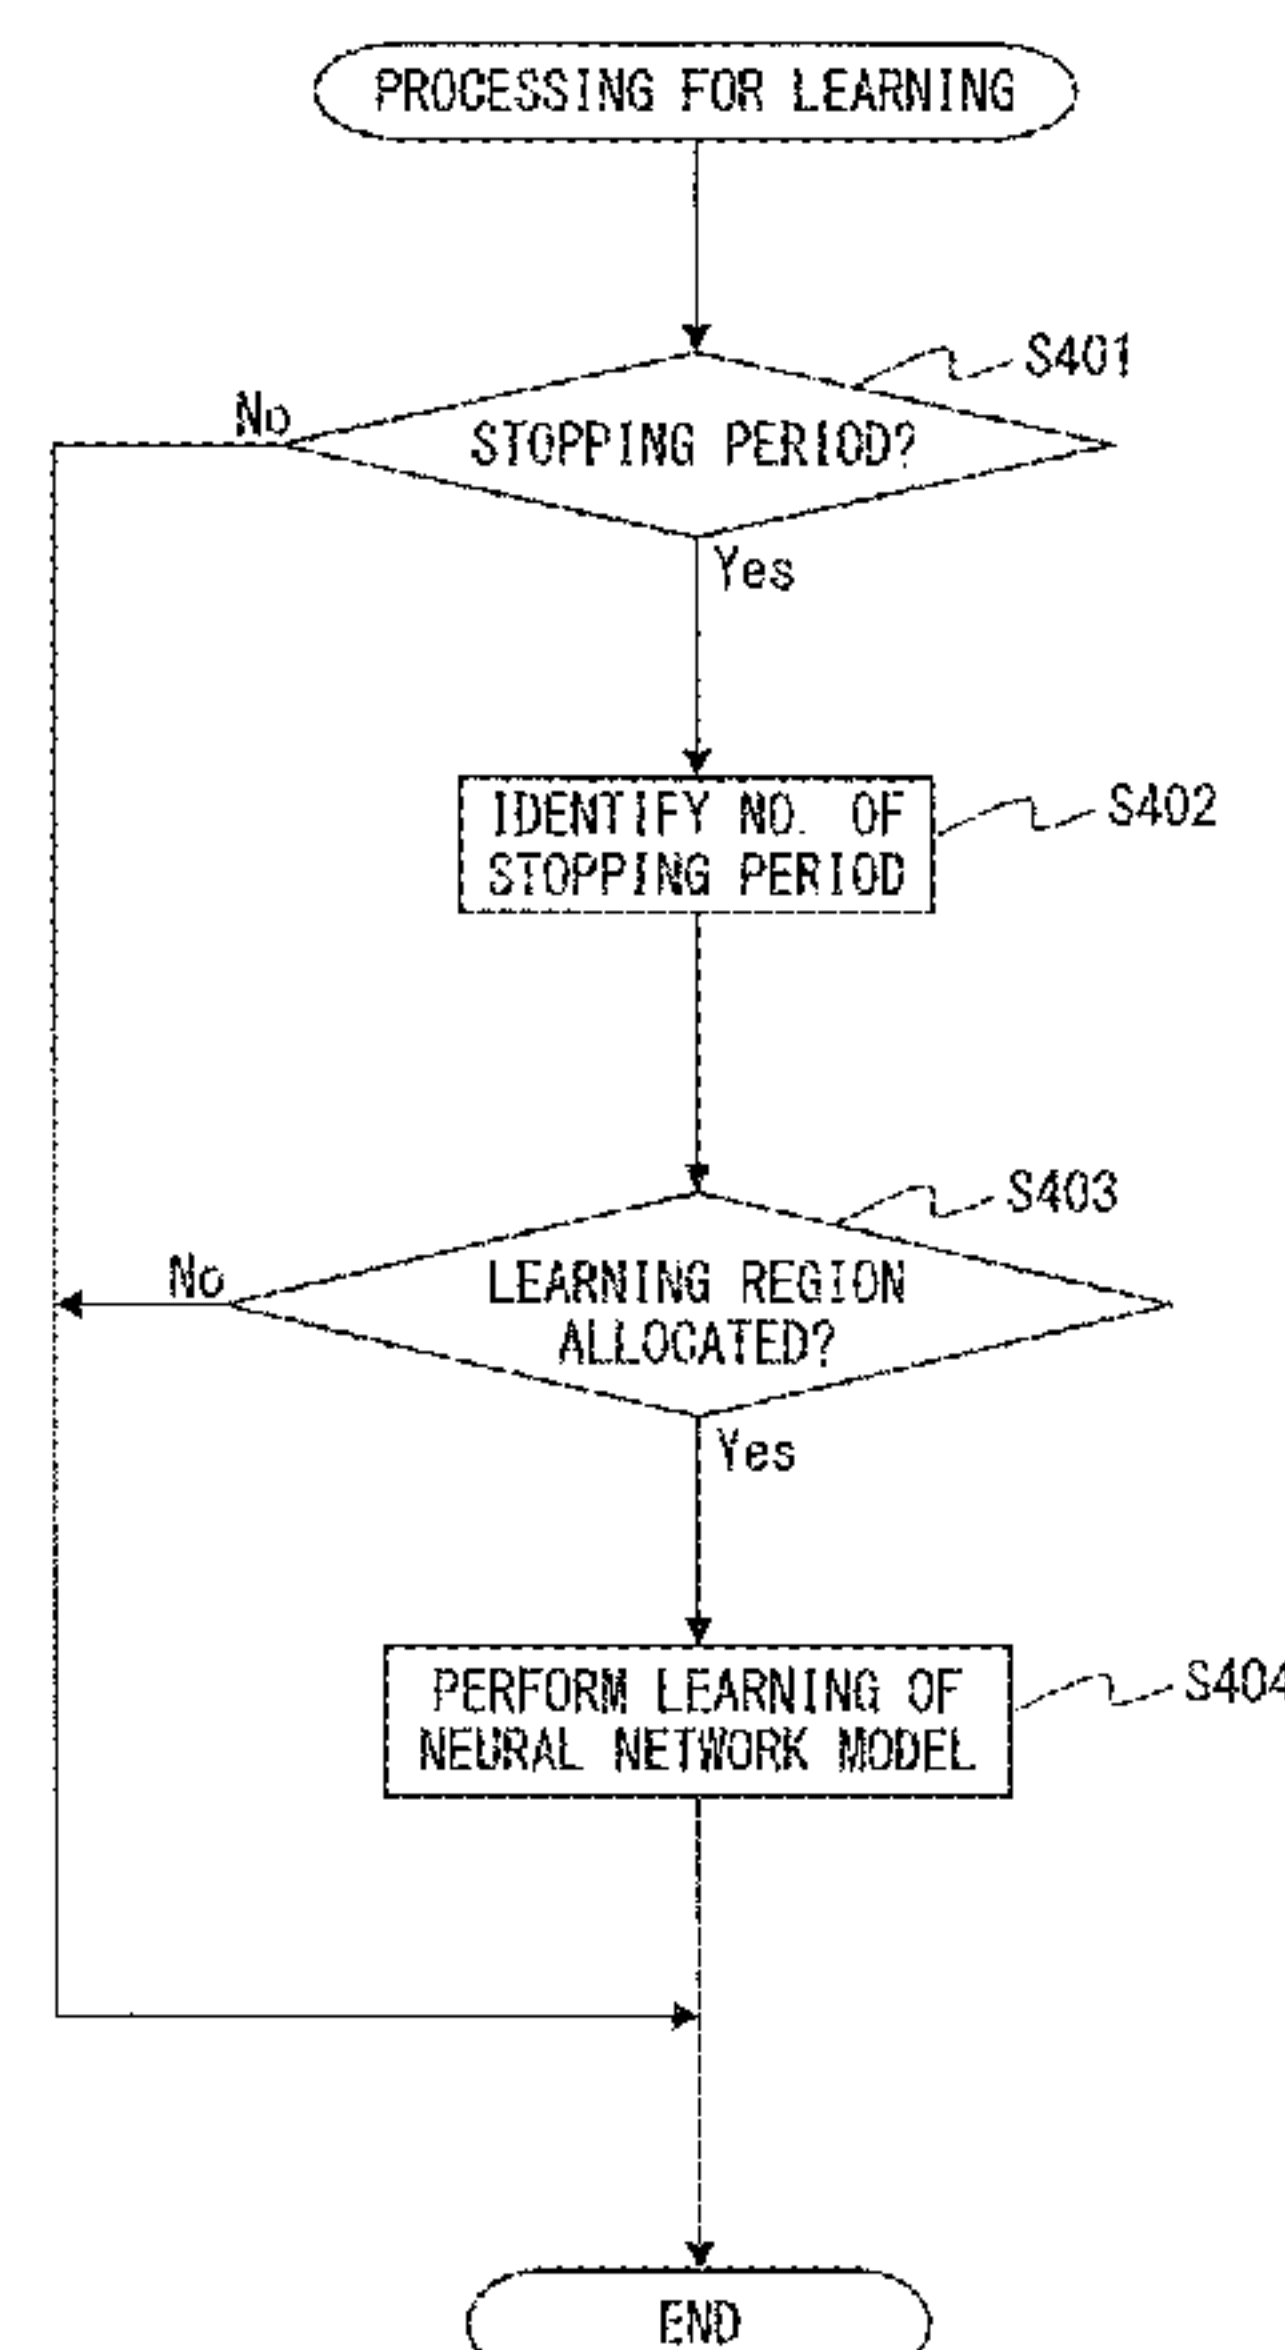 PROCESSING FOR LEARNING
S401
No
STOPPING PERIOD?
Yes
IDENTIFY NO. OF
STOPPING PERIOD
S402
S403
No
LEARNING REGION
ALLOCATED?
Yes
PERFORM LEARNING OF
NEURAL NETWORK MODEL
S404
END